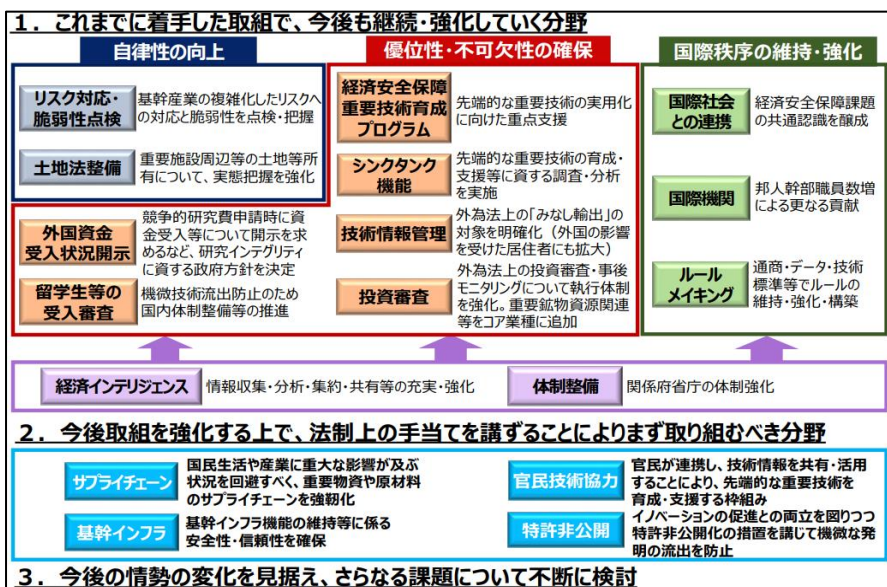 １．これまでに着手した取組で、今後も継続・強化していく分野
自律性の向上
リスク対応・
脆弱性点検
基幹産業の複雑化したリスクへ
の対応と脆弱性を点検・把握
土地法整備
重要施設周辺等の土地等所
有について、実態把握を強化
外国資金
受入状況開示
競争的研究費申請時に資
金受入等について開示を求
めるなど、研究インテグリティ
に資する政府方針を決定
留学生等の
受入審査
機微技術流出防止のため
国内体制整備等の推進
優位性・不可欠性の確保
経済安全保障
重要技術育成
プログラム
先端的な重要技術の実用化
に向けた重点支援
シンクタンク
機能
先端的な重要技術の育成・
支援等に資する調査・分析
を実施
技術情報管理
外為法上の「みなし輸出」の
対象を明確化（外国の影響
を受けた居住者にも拡大）
投資審査
外為法上の投資審査・事後
モニタリングについて執行体制
を強化。重要鉱物資源関連
等をコア業種に追加
国際秩序の維持・強化
国際社会
との連携
経済安全保障課題
の共通認識を醸成
国際機関
邦人幹部職員数増
による更なる貢献
ルール
メイキング
通商・データ・技術
標準等でルールの
維持・強化・構築
経済インテリジェンス
情報収集・分析・集約・共有等の充実・強化
体制整備
関係府省庁の体制強化
２．今後取組を強化する上で、法制上の手当てを講ずることによりまず取り組むべき分野
サプライチェーン
国民生活や産業に重大な影響が及ぶ
状況を回避すべく、重要物資や原材料
のサプライチェーンを強靭化
基幹インフラ
基幹インフラ機能の維持等に係る
安全性・信頼性を確保
官民技術協力
官民が連携し、技術情報を共有・活用
することにより、先端的な重要技術を
育成・支援する枠組み
特許非公開
イノベーションの促進との両立を図りつつ
特許非公開化の措置を講じて機微な発
明の流出を防止
３．今後の情勢の変化を見据え、さらなる課題について不断に検討